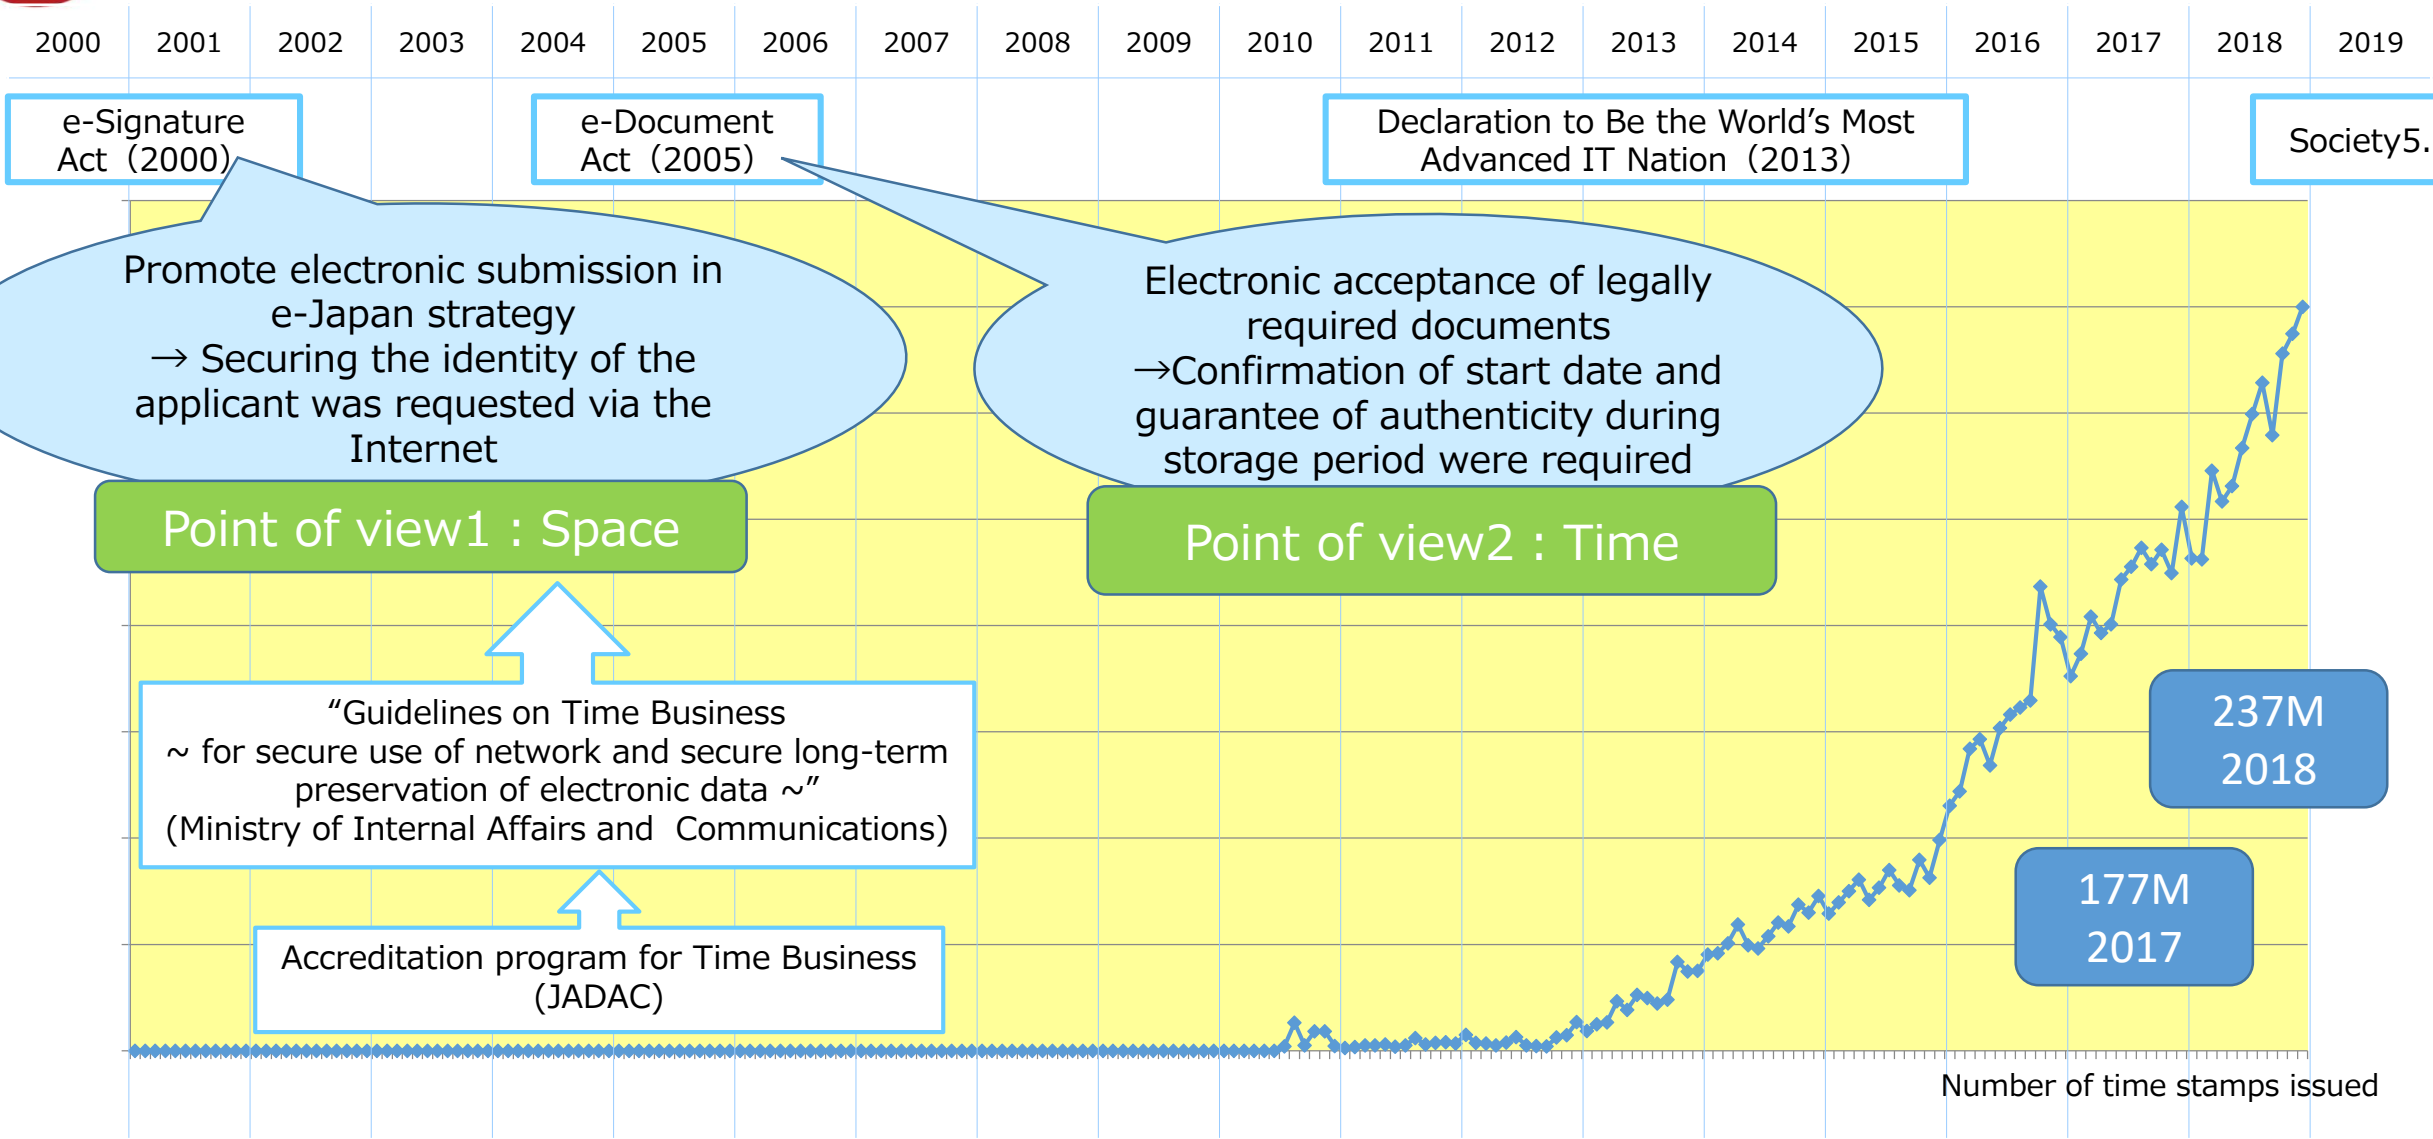 2000 2001 2002 2003 2004 2005 2006 2007 2008 2009 2010 2011 2012 2013 2014 2015 2016 2017 2018 2019
e-Signature
Act（2000）
e-Document
Act（2005）
Declaration to Be the World’s Most
Advanced IT Nation（2013）
Society5.
Promote electronic submission in
e-Japan strategy
→ Securing the identity of the
applicant was requested via the
Internet
Point of view1 : Space
Electronic acceptance of legally
required documents
→Confirmation of start date and
guarantee of authenticity during
storage period were required
Point of view2 : Time
“Guidelines on Time Business
~ for secure use of network and secure long-term
preservation of electronic data ~”
(Ministry of Internal Affairs and Communications)
Accreditation program for Time Business
(JADAC)
237M
2018
177M
2017
Number of time stamps issued